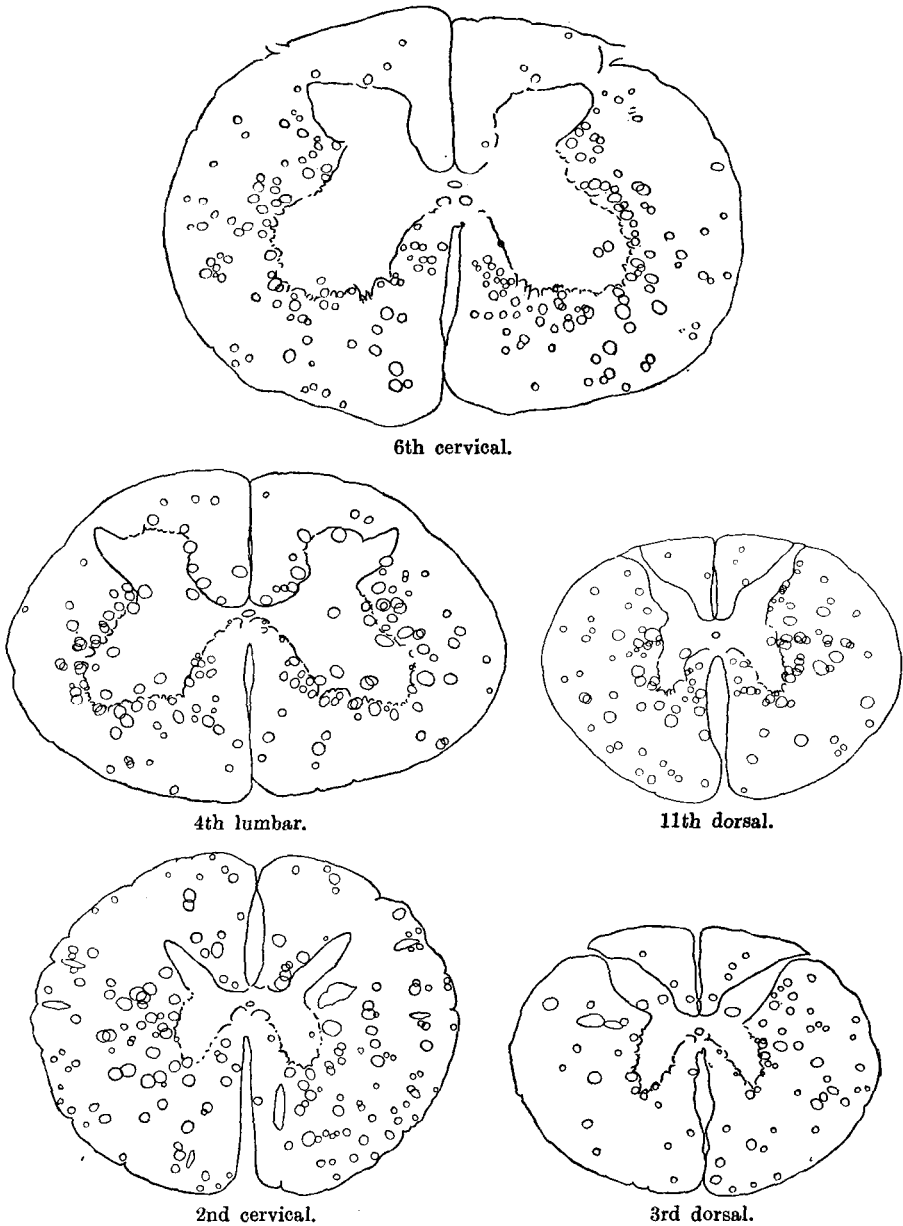 6th cervical.
4th lumbar.
11th dorsal.
2nd cervical.
3rd dorsal.